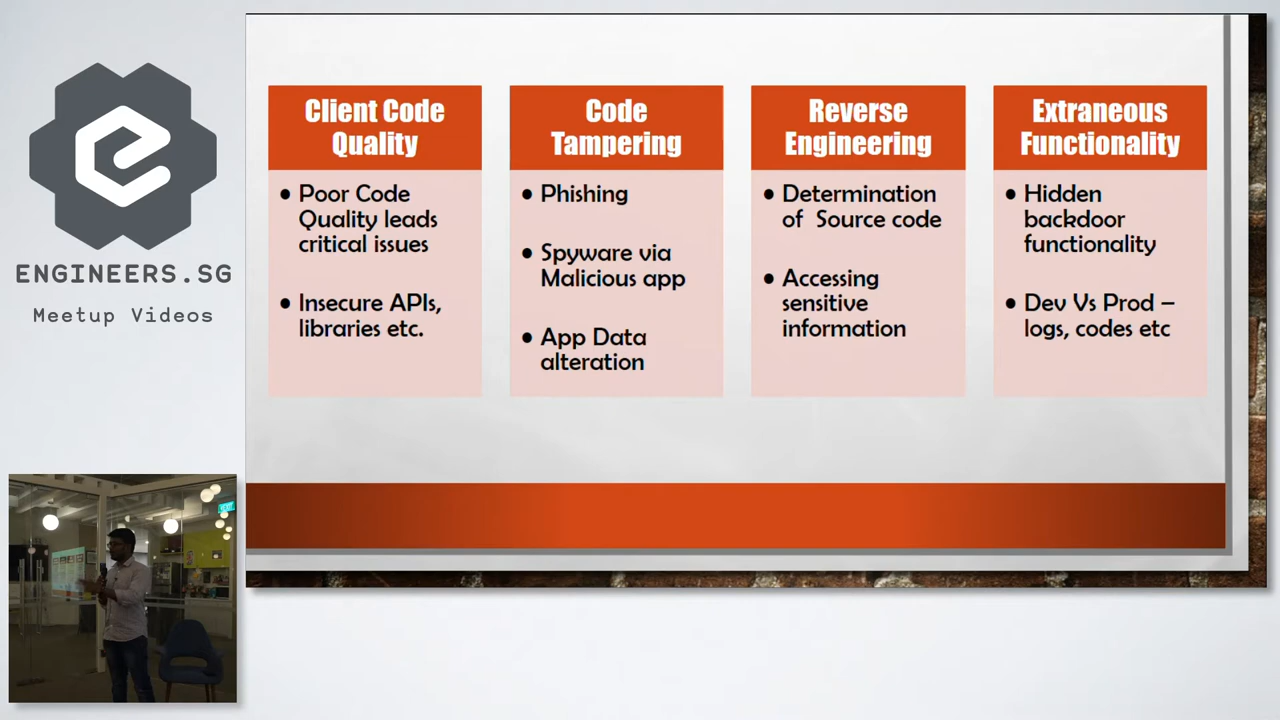 ENGINEERS.SG
Meetup Videos
Client Code
Quality
• Poor Code
Quality leads
critical issues
• Insecure APIs,
libraries etc.
Code
Tampering
• Phishing
• Spyware via
Malicious app
• App Data
alteration
Reverse
Engineering
• Determination
of Source code
• Accessing
sensitive
information
Extraneous
Functionality
• Hidden
backdoor
functionality
• Dev Vs Prod –
logs, codes etc
EXIT